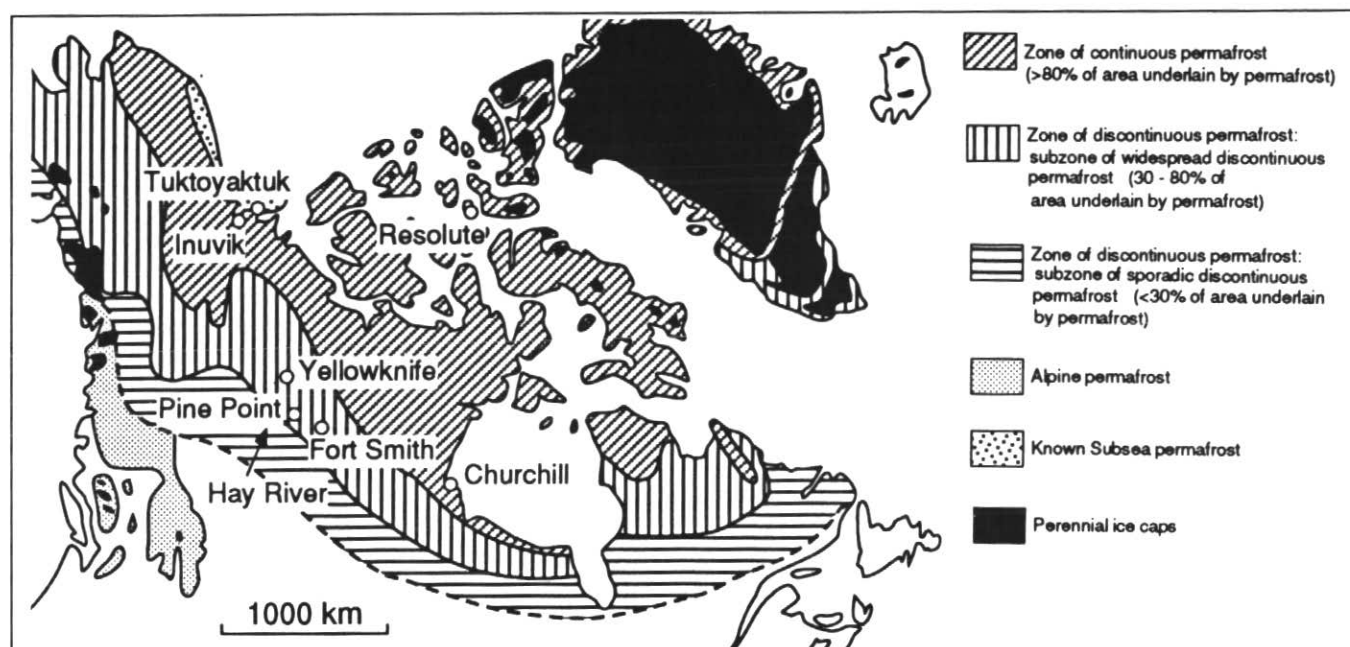 Tuktoyaktuk
Inuvik
Resolute
Yellowknife
Pine Point
Fort Smith
Hay River
Churchill
1000 km
Zone of continuous permafrost
(>80% of area underlain by permafrost)
Zone of discontinuous permafrost:
subzone of widespread discontinuous
permafrost (30 - 80% of
area underlain by permafrost)
Zone of discontinuous permafrost:
subzone of sporadic discontinuous
permafrost (<30% of area underlain
by permafrost)
Alpine permafrost
Known Subsea permafrost
Perennial ice caps